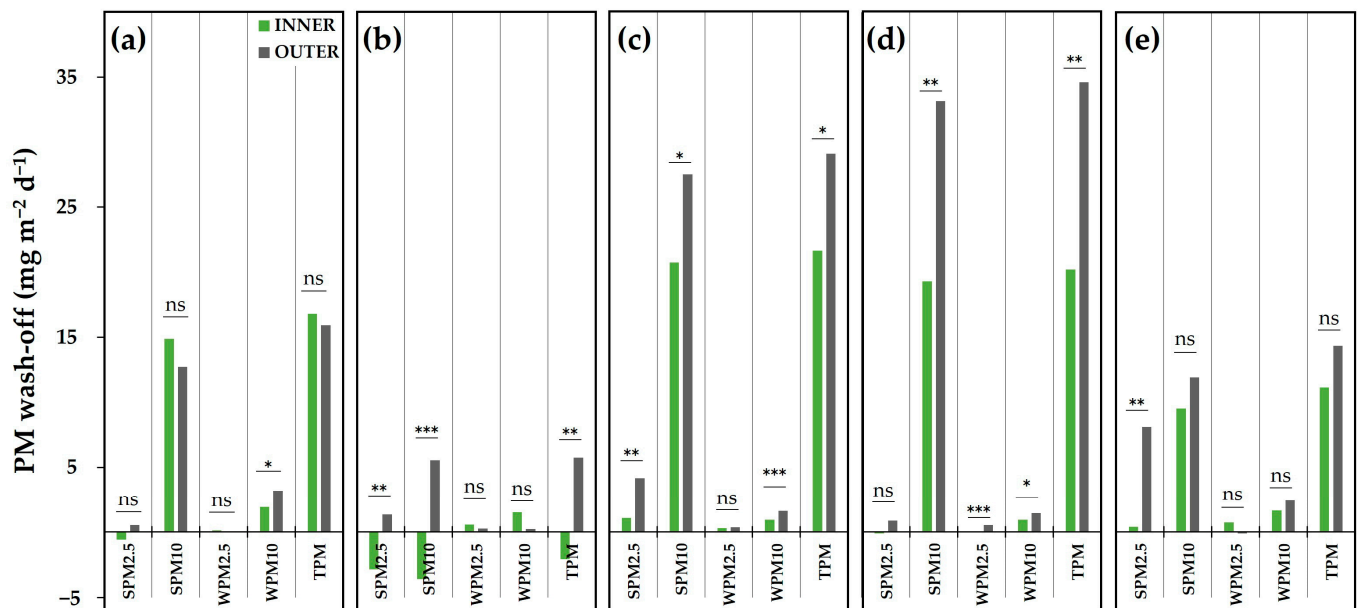 PM wash-off (mg m⁻² d⁻¹)
35
25
15
5
−5
(a)
INNER
OUTER
ns
ns
ns
*
ns
SPM2.5
SPM10
WPM2.5
WPM10
TPM
(b)
**
***
ns
ns
**
SPM2.5
SPM10
WPM2.5
WPM10
TPM
(c)
**
*
ns
***
*
SPM2.5
SPM10
WPM2.5
WPM10
TPM
(d)
ns
**
***
*
**
SPM2.5
SPM10
WPM2.5
WPM10
TPM
(e)
**
ns
ns
ns
ns
SPM2.5
SPM10
WPM2.5
WPM10
TPM